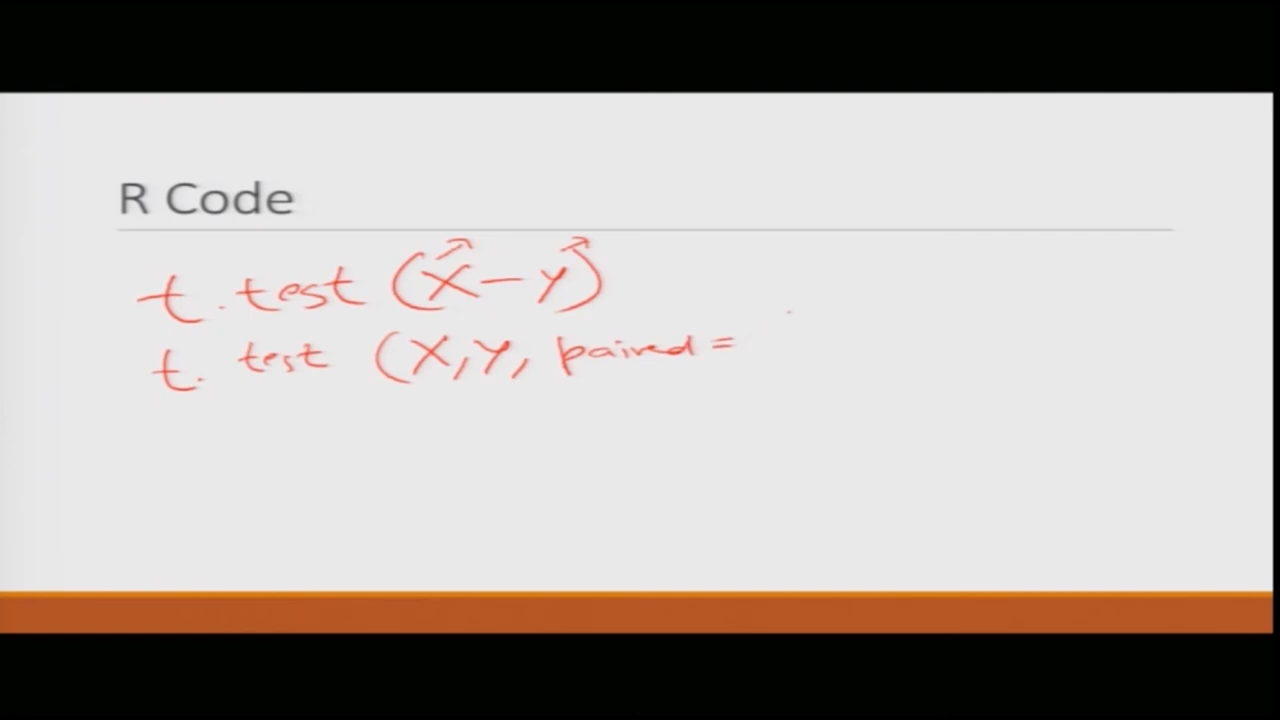 R Code
t.test (X⃗-Y⃗)
t. test (X,Y, paired =